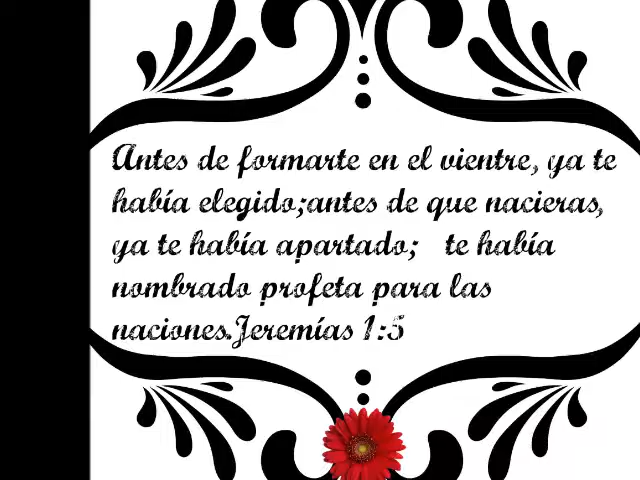 Antes de formarte en el vientre, ya te
había elegido;antes de que nacieras,
ya te había apartado; te había
nombrado profeta para las
naciones.Jeremías 1:5